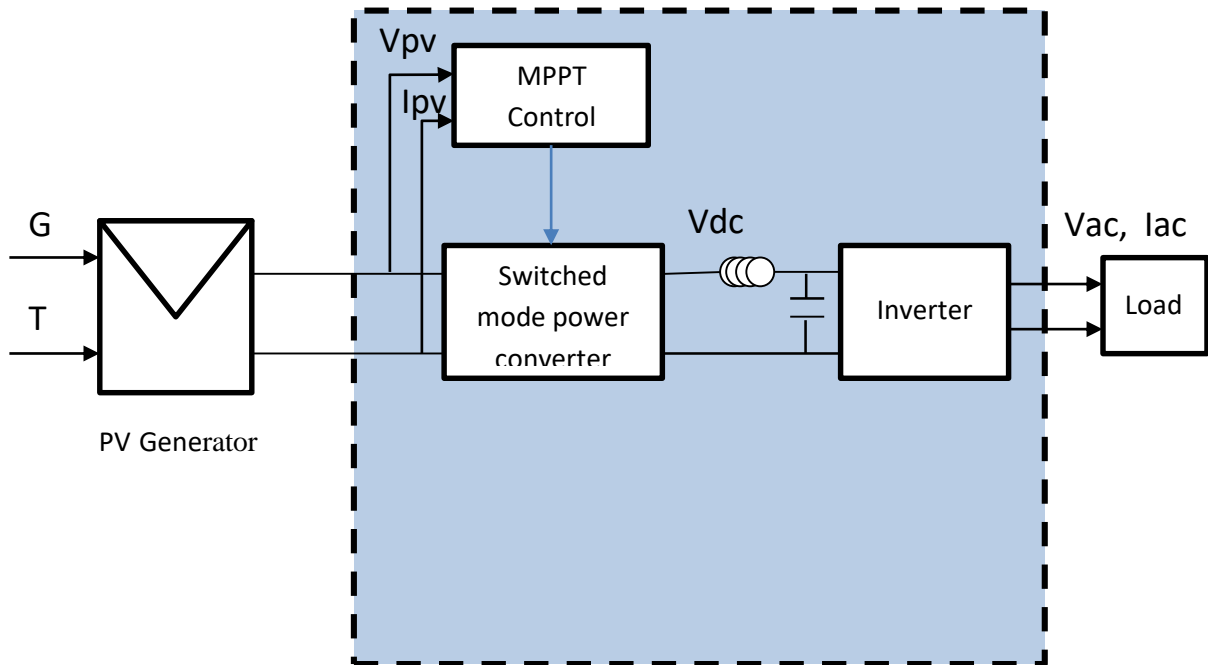 Vpv
Ipv
MPPT
Control
G
T
PV Generator
Switched
mode power
converter
Vdc
Inverter
Vac, Iac
Load